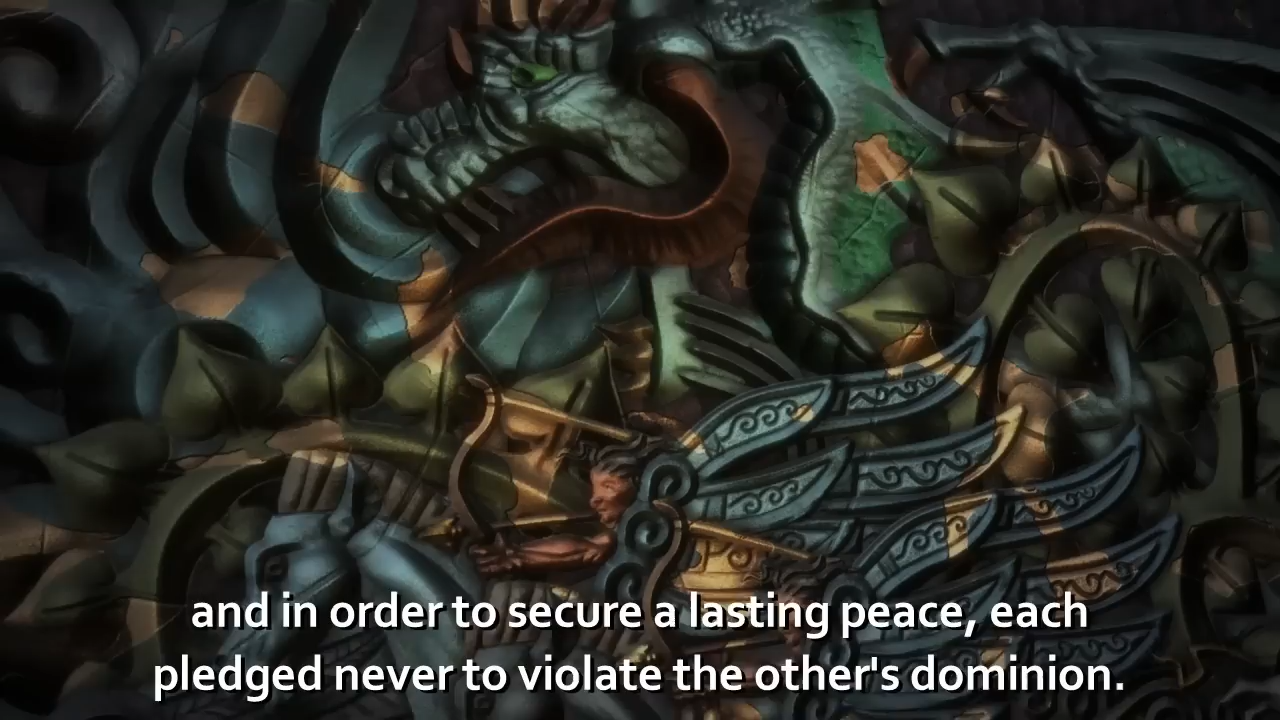 and in order to secure a lasting peace, each
pledged never to violate the other's dominion.